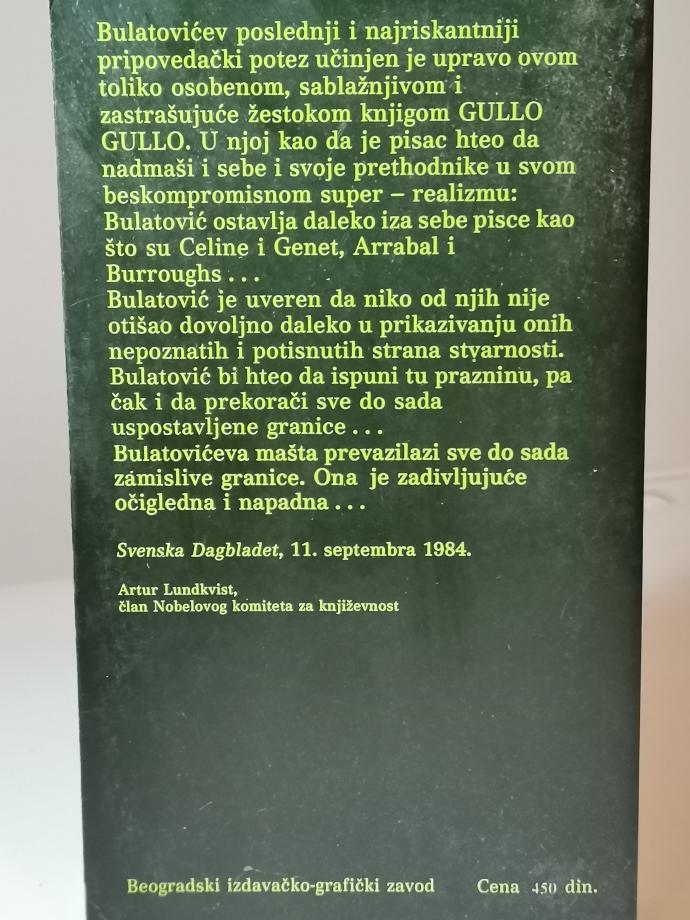 Bulatovićev poslednji i najriskantniji
pripovedački potez učinjen je upravo ovom
toliko osobenom, sablažnjivom i
zastrašujuće žestokom knjigom GULLO
GULLO. U njoj kao da je pisac hteo da
nadmaši i sebe i svoje prethodnike u svom
beskompromisnom super – realizmu:
Bulatović ostavlja daleko iza sebe pisce kao
što su Celine i Genet, Arrabal i
Burroughs ...
Bulatović je uveren da niko od njih nije
otišao dovoljno daleko u prikazivanju onih
nepoznatih i potisnutih strana stvarnosti.
Bulatović bi hteo da ispuni tu prazninu, pa
čak i da prekorači sve do sada
uspostavljene granice ...
Bulatovićeva mašta prevazilazi sve do sada
zamislive granice. Ona je zadivljujuće
očigledna i napadna ...
Svenska Dagbladet, 11. septembra 1984.
Artur Lundkvist,
član Nobelovog komiteta za književnost
Beogradski izdavačko-grafički zavod Cena 450 din.